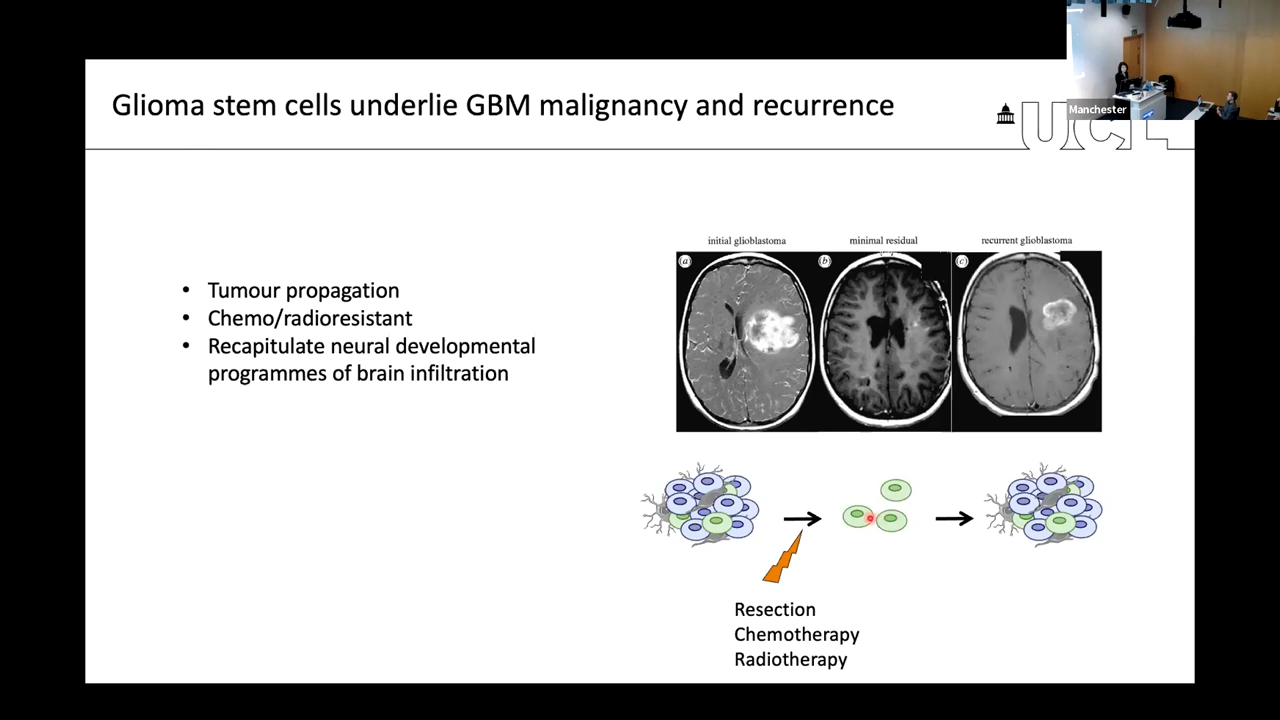 Glioma stem cells underlie GBM malignancy and recurrence
UCL
Manchester
• Tumour propagation
• Chemo/radioresistant
• Recapitulate neural developmental
programmes of brain infiltration
initial glioblastoma
minimal residual
recurrent glioblastoma
(a)
(b)
(c)
Resection
Chemotherapy
Radiotherapy